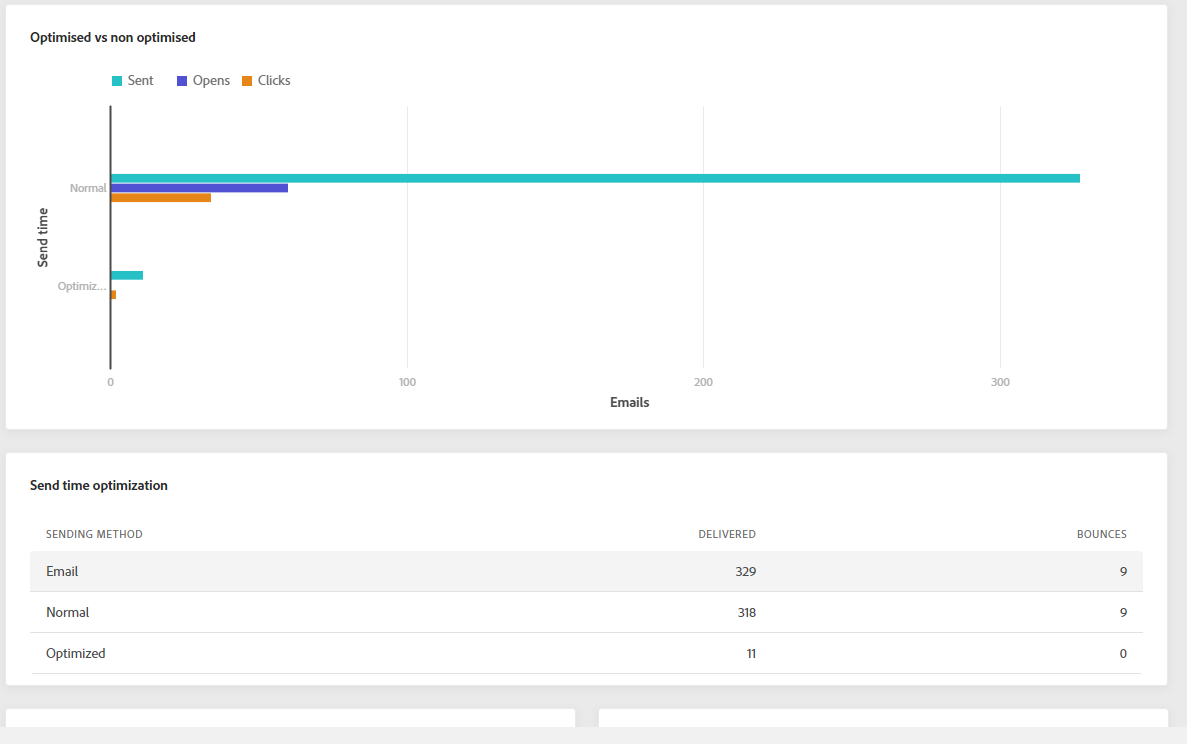 Optimised vs non optimised
Sent Opens Clicks
Normal
Send time
Optimiz...
0 100 200 300
Emails
Send time optimization
SENDING METHOD DELIVERED BOUNCES
Email 329 9
Normal 318 9
Optimized 11 0